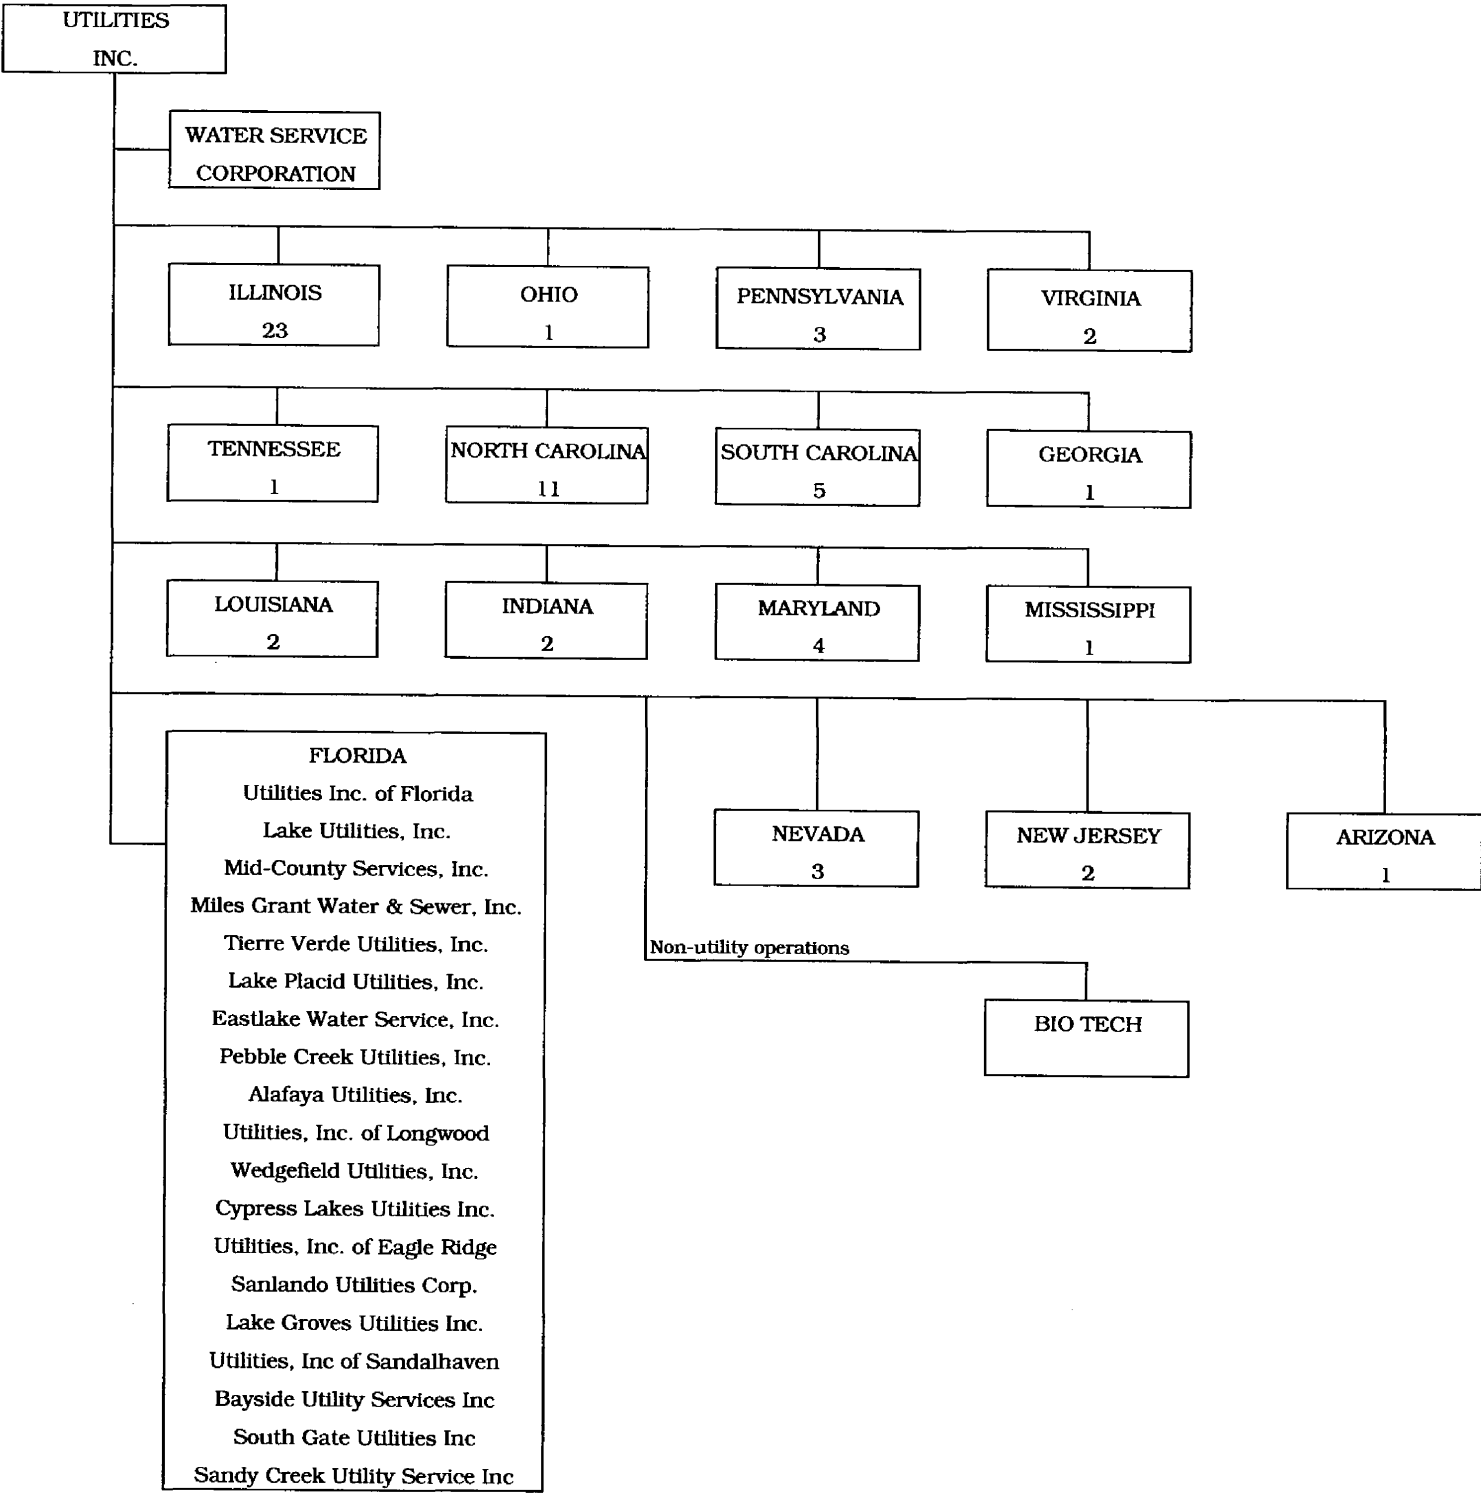 UTILITIES
INC.
WATER SERVICE
CORPORATION
ILLINOIS
23
OHIO
1
PENNSYLVANIA
3
VIRGINIA
2
TENNESSEE
1
NORTH CAROLINA
11
SOUTH CAROLINA
5
GEORGIA
1
LOUISIANA
2
INDIANA
2
MARYLAND
4
MISSISSIPPI
1
FLORIDA
Utilities Inc. of Florida
Lake Utilities, Inc.
Mid-County Services, Inc.
Miles Grant Water & Sewer, Inc.
Tierre Verde Utilities, Inc.
Lake Placid Utilities, Inc.
Eastlake Water Service, Inc.
Pebble Creek Utilities, Inc.
Alafaya Utilities, Inc.
Utilities, Inc. of Longwood
Wedgefield Utilities, Inc.
Cypress Lakes Utilities Inc.
Utilities, Inc. of Eagle Ridge
Sanlando Utilities Corp.
Lake Groves Utilities Inc.
Utilities, Inc of Sandalhaven
Bayside Utility Services Inc
South Gate Utilities Inc
Sandy Creek Utility Service Inc
NEVADA
3
NEW JERSEY
2
ARIZONA
1
Non-utility operations
BIO TECH